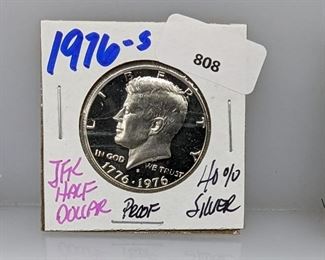 1976-S
808
LIBERTY
IN GOD WE TRUST
S
1776·1976
JFK
HALF
DOLLAR
PROOF
40%
SILVER